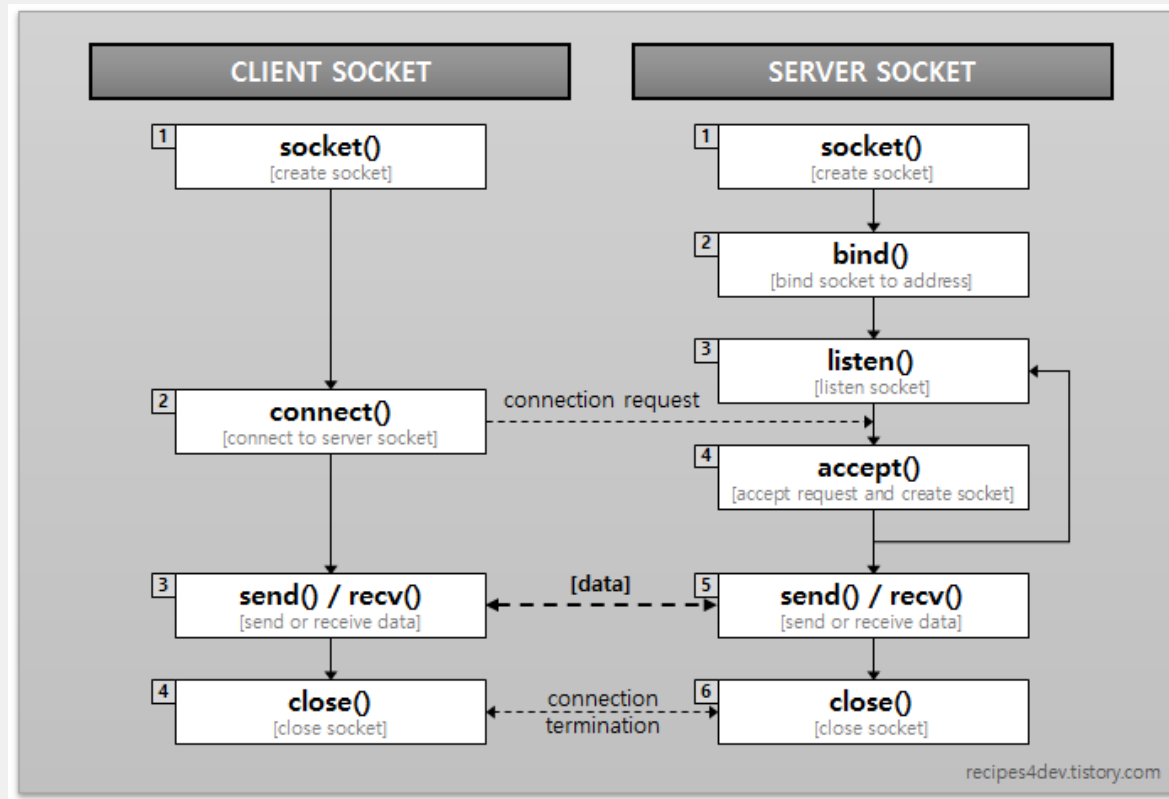 CLIENT SOCKET
SERVER SOCKET
1
socket()
[create socket]
1
socket()
[create socket]
2
bind()
[bind socket to address]
3
listen()
[listen socket]
2
connect()
[connect to server socket]
connection request
4
accept()
[accept request and create socket]
3
send() / recv()
[send or receive data]
[data]
5
send() / recv()
[send or receive data]
4
close()
[close socket]
connection
termination
6
close()
[close socket]
recipes4dev.tistory.com